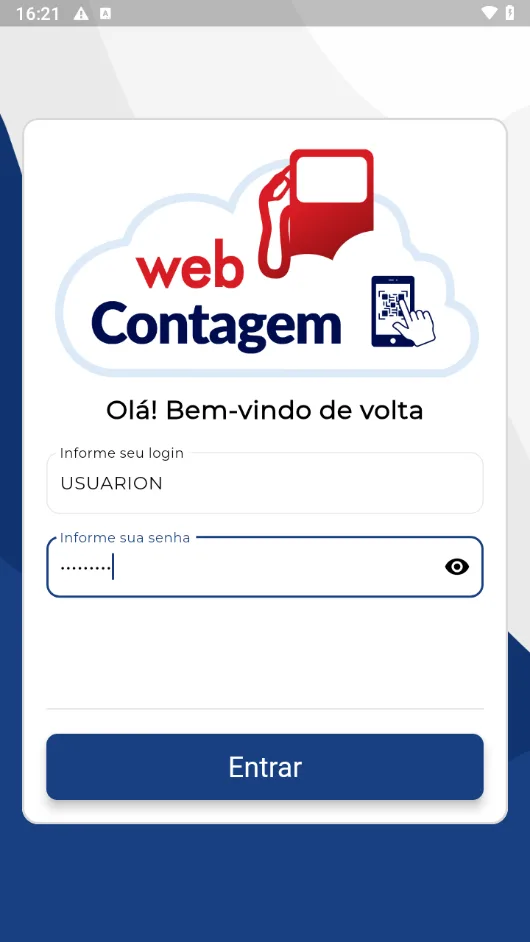 16:21
web
Contagem
Olá! Bem-vindo de volta
Informe seu login
USUARION
Informe sua senha
•••••••••
Entrar